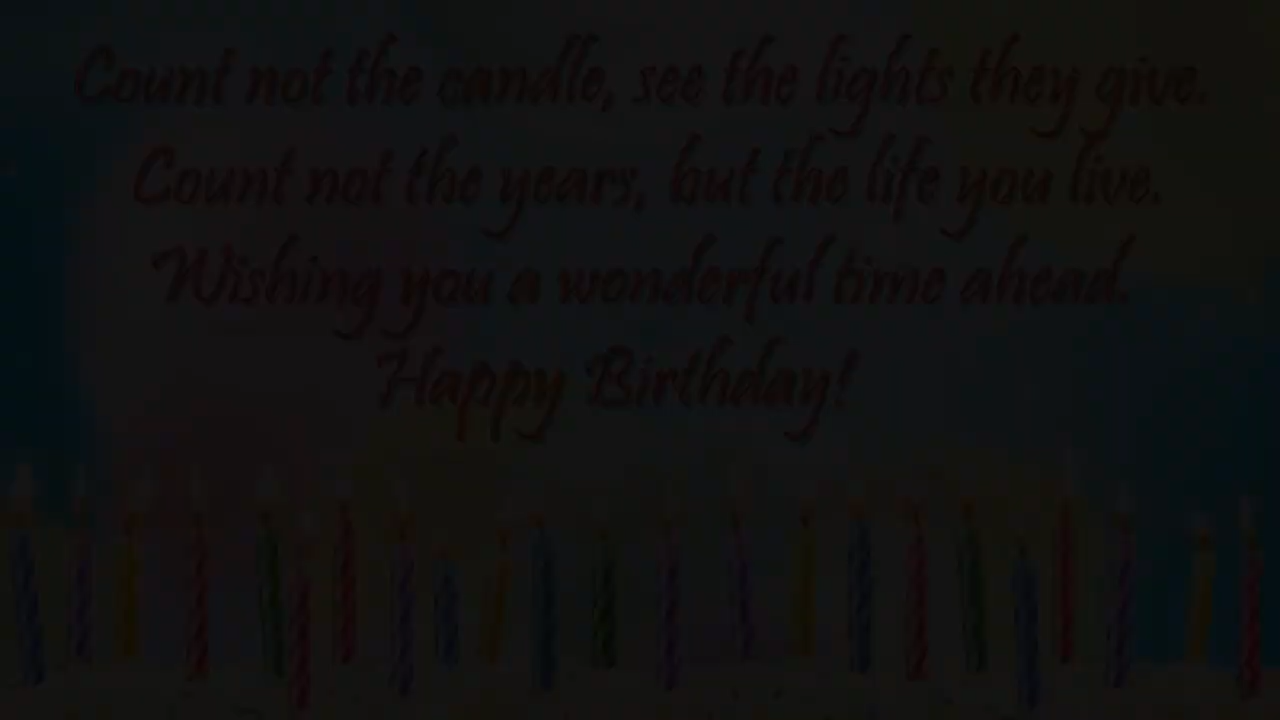 Count not the candle, see the lights they give.
Count not the years, but the life you live.
Wishing you a wonderful time ahead.
Happy Birthday!